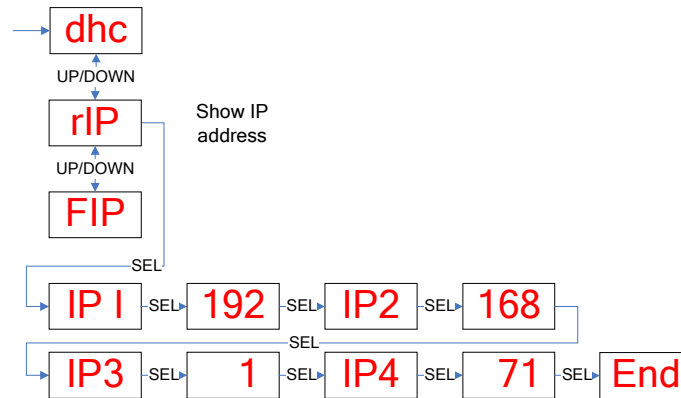 dhc
UP/DOWN
rIP
Show IP
address
UP/DOWN
FIP
SEL
IP I SEL 192 SEL IP2 SEL 168
SEL
IP3 SEL 1 SEL IP4 SEL 71 SEL End